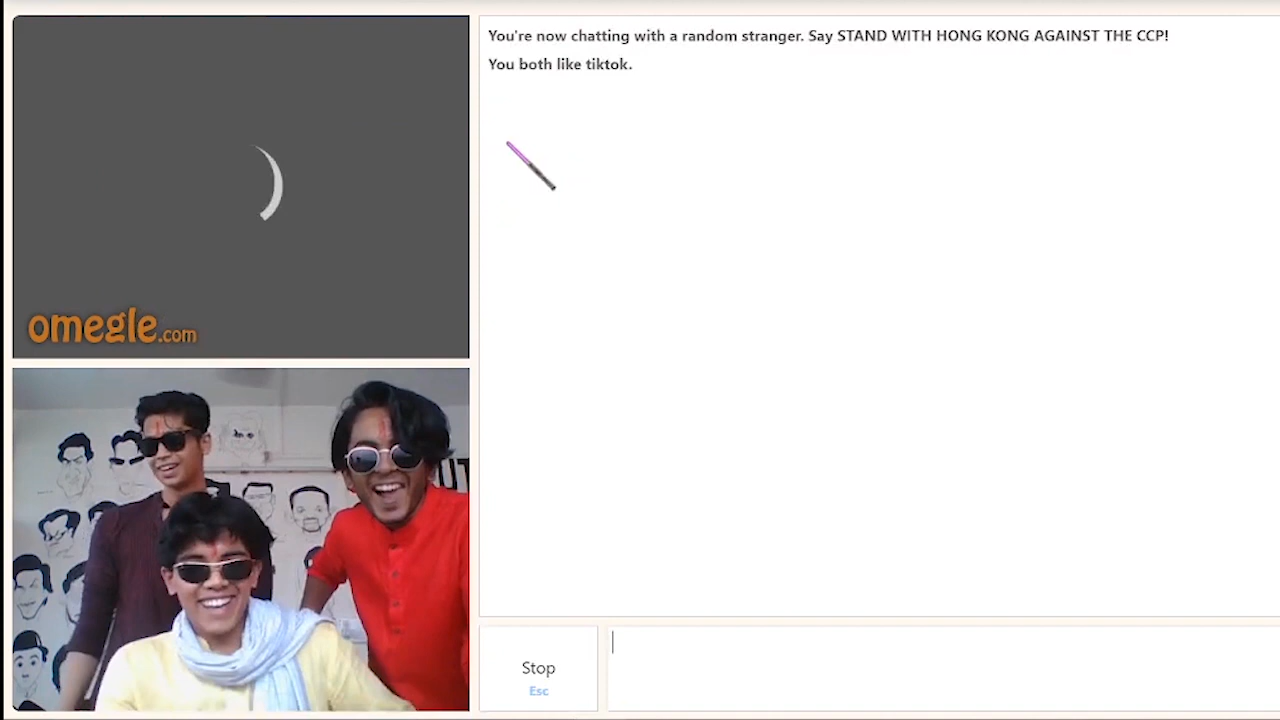 You're now chatting with a random stranger. Say STAND WITH HONG KONG AGAINST THE CCP!
You both like tiktok.
omegle.com
Stop
Esc